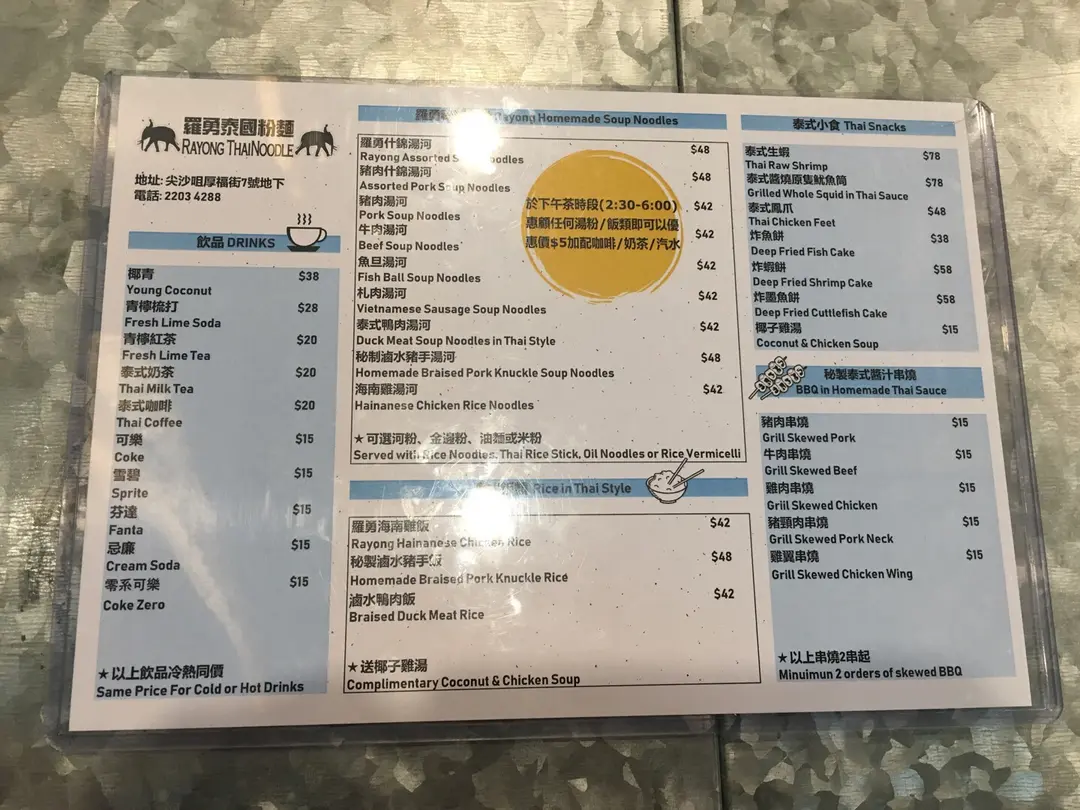 羅勇泰國粉麵
RAYONG THAI NOODLE
地址: 尖沙咀厚福街7號地下
電話: 2203 4288
飲品 DRINKS
椰青 $38
Young Coconut
青檸梳打 $28
Fresh Lime Soda
青檸紅茶 $20
Fresh Lime Tea
泰式奶茶 $20
Thai Milk Tea
泰式咖啡 $20
Thai Coffee
可樂 $15
Coke
雪碧 $15
Sprite
芬達 $15
Fanta
忌廉 $15
Cream Soda
零系可樂 $15
Coke Zero
★以上飲品冷熱同價
Same Price For Cold or Hot Drinks
羅勇 Rayong Homemade Soup Noodles
羅勇什錦湯河 $48
Rayong Assorted Noodles
豬肉什錦湯河 $48
Assorted Pork Soup Noodles
豬肉湯河 $42
Pork Soup Noodles
牛肉湯河 $42
Beef Soup Noodles
魚旦湯河 $42
Fish Ball Soup Noodles
札肉湯河 $42
Vietnamese Sausage Soup Noodles
泰式鴨肉湯河 $42
Duck Meat Soup Noodles in Thai Style
秘制滷水豬手湯河 $48
Homemade Braised Pork Knuckle Soup Noodles
海南雞湯河 $42
Hainanese Chicken Rice Noodles
★可選河粉、金邊粉、油麵或米粉
Served with Rice Noodles, Thai Rice Stick, Oil Noodles or Rice Vermicelli
於下午茶時段(2:30-6:00)
惠顧任何湯粉/飯類即可以優
惠價$5加配咖啡/奶茶/汽水
Rice in Thai Style
羅勇海南雞飯 $42
Rayong Hainanese Chicken Rice
秘製滷水豬手飯 $48
Homemade Braised Pork Knuckle Rice
滷水鴨肉飯 $42
Braised Duck Meat Rice
★送椰子雞湯
Complimentary Coconut & Chicken Soup
泰式小食 Thai Snacks
泰式生蝦 $78
Thai Raw Shrimp
泰式醬燒原隻魷魚筒 $78
Grilled Whole Squid in Thai Sauce
泰式鳳爪 $48
Thai Chicken Feet
炸魚餅 $38
Deep Fried Fish Cake
炸蝦餅 $58
Deep Fried Shrimp Cake
炸墨魚餅 $58
Deep Fried Cuttlefish Cake
椰子雞湯 $15
Coconut & Chicken Soup
秘製泰式醬汁串燒
BBQ in Homemade Thai Sauce
豬肉串燒 $15
Grill Skewed Pork
牛肉串燒 $15
Grill Skewed Beef
雞肉串燒 $15
Grill Skewed Chicken
豬頸肉串燒 $15
Grill Skewed Pork Neck
雞翼串燒 $15
Grill Skewed Chicken Wing
★以上串燒2串起
Minuimun 2 orders of skewed BBQ